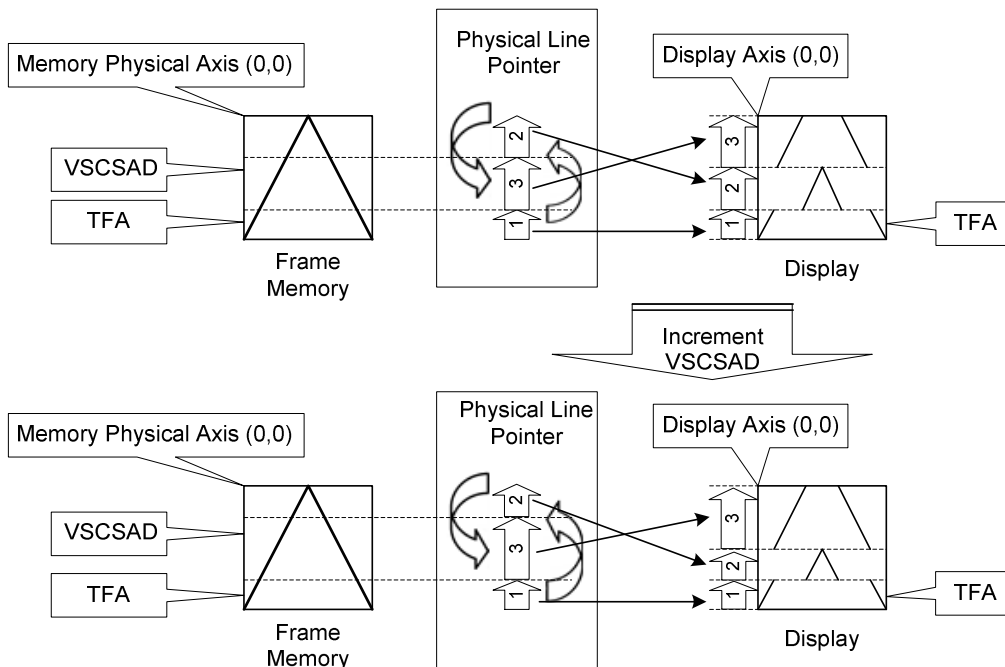 Physical Line
Pointer
Memory Physical Axis (0,0)
Display Axis (0,0)
VSCSAD
TFA
2
3
1
3
2
1
TFA
Frame
Memory
Display
Increment
VSCSAD
Physical Line
Pointer
Memory Physical Axis (0,0)
Display Axis (0,0)
VSCSAD
TFA
2
3
1
3
2
1
TFA
Frame
Memory
Display